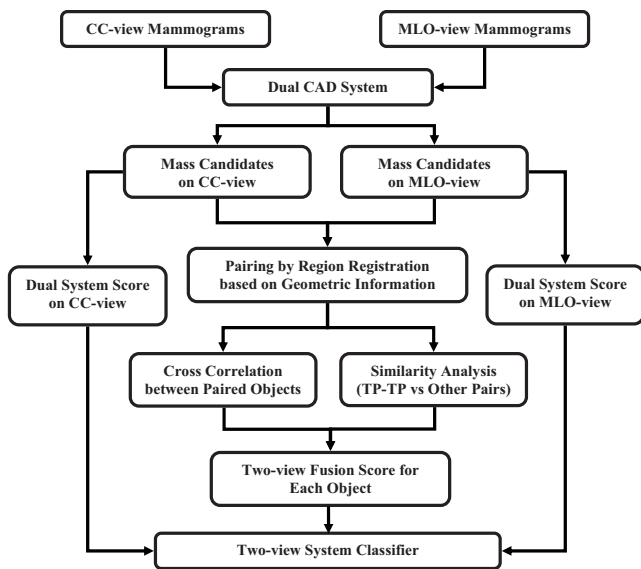 CC-view Mammograms
MLO-view Mammograms
Dual CAD System
Mass Candidates
on CC-view
Mass Candidates
on MLO-view
Pairing by Region Registration
based on Geometric Information
Dual System Score
on CC-view
Dual System Score
on MLO-view
Cross Correlation
between Paired Objects
Similarity Analysis
(TP-TP vs Other Pairs)
Two-view Fusion Score for
Each Object
Two-view System Classifier